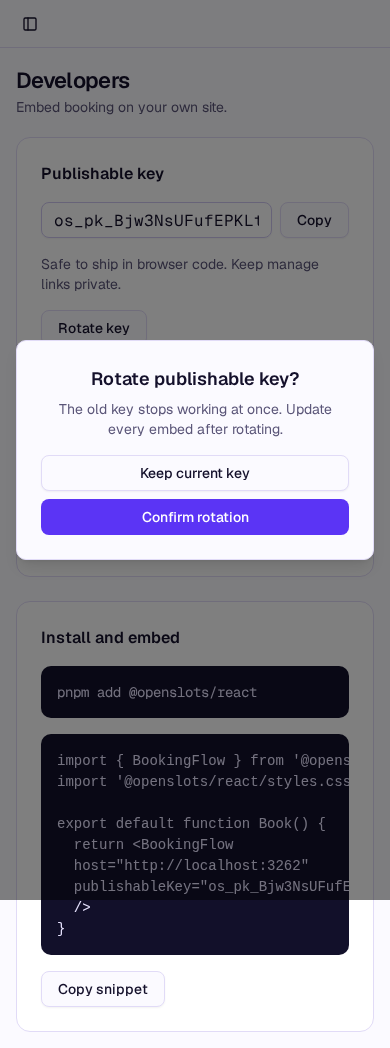 Developers
Embed booking on your own site.
Publishable key
os_pk_Bjw3NsUFufEPKL
Copy
Safe to ship in browser code. Keep manage
links private.
Rotate key
Rotate publishable key?
The old key stops working at once. Update
every embed after rotating.
Keep current key
Confirm rotation
Install and embed
pnpm add @openslots/react
import { BookingFlow } from '@opens
import '@openslots/react/styles.css
export default function Book() {
return <BookingFlow
host="http://localhost:3262"
publishableKey="os_pk_Bjw3NsUFufE
/>
}
Copy snippet